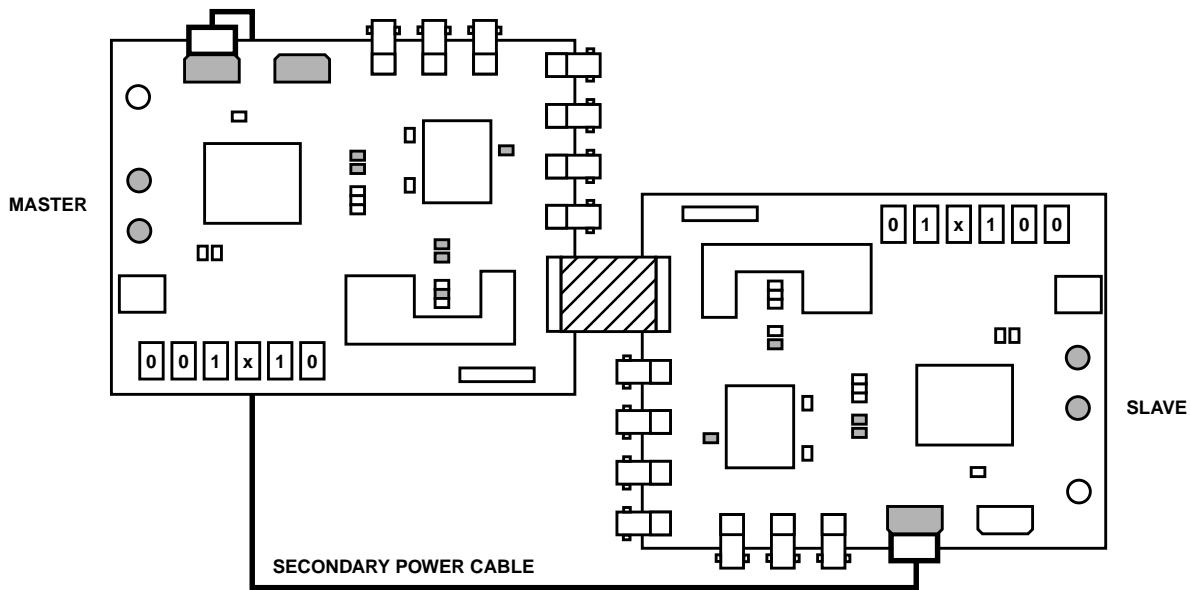 MASTER
0 0 1 x 1 0
0 1 x 1 0 0
SLAVE
SECONDARY POWER CABLE